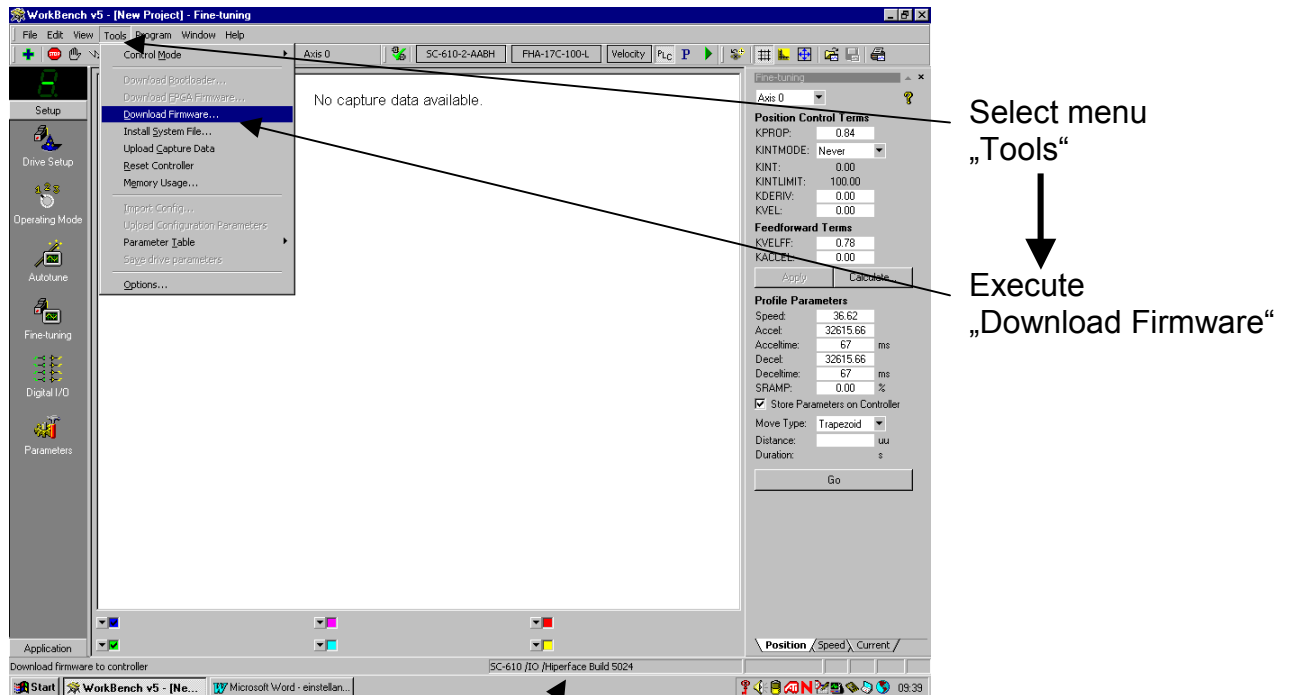 WorkBench v5 - [New Project] - Fine-tuning
File Edit View Tools Program Window Help
Axis 0 SC-610-2-AABH FHA-17C-100-L Velocity PLC P
Setup
Drive Setup
Operating Mode
Autotune
Fine-tuning
Digital I/O
Parameters
Application
Control Mode
Download Bootloader...
Download FPGA Firmware...
Download Firmware...
Install System File...
Upload Capture Data
Reset Controller
Memory Usage...
Import Config...
Upload Configuration Parameters
Parameter Table
Save drive parameters
Options...
No capture data available.
Fine-tuning
Axis 0
Position Control Terms
KPROP: 0.84
KINTMODE: Never
KINT: 0.00
KINTLIMIT: 100.00
KDERIV: 0.00
KVEL: 0.00
Feedforward Terms
KVELFF: 0.78
KACCEL: 0.00
Apply Calculate...
Profile Parameters
Speed: 36.62
Accel: 32615.66
Acceltime: 67 ms
Decel: 32615.66
Deceltime: 67 ms
SRAMP: 0.00 %
Store Parameters on Controller
Move Type: Trapezoid
Distance: uu
Duration: s
Go
Position Speed Current
Select menu
„Tools“
Execute
„Download Firmware“
Download firmware to controller SC-610 /IO /Hiperface Build 5024
Start WorkBench v5 - [Ne... Microsoft Word - einstellan... 09:39